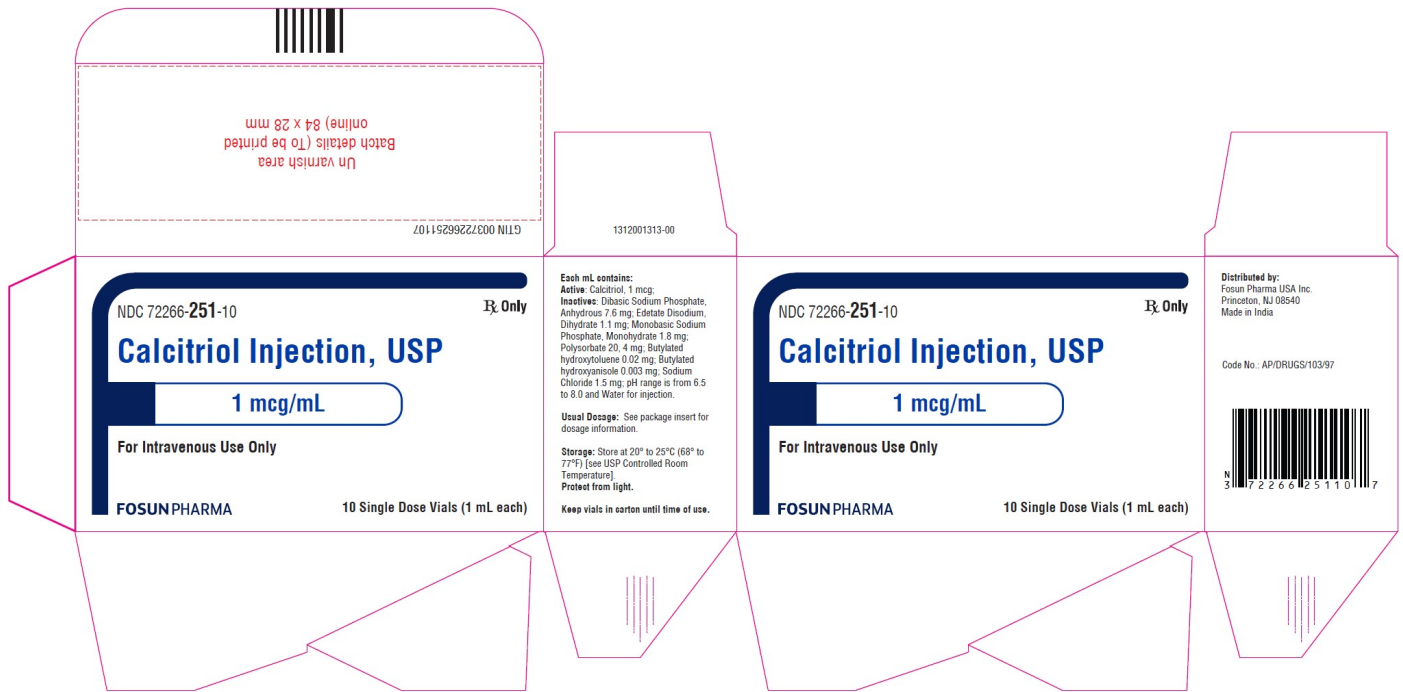 Un varnish area
Batch details (To be printed
online) 84 x 28 mm
GTIN 00372266251107
1312001313-00
NDC 72266-251-10
Rx Only
Calcitriol Injection, USP
1 mcg/mL
For Intravenous Use Only
FOSUN PHARMA
10 Single Dose Vials (1 mL each)
Each mL contains:
Active: Calcitriol, 1 mcg;
Inactives: Dibasic Sodium Phosphate,
Anhydrous 7.6 mg; Edetate Disodium,
Dihydrate 1.1 mg; Monobasic Sodium
Phosphate, Monohydrate 1.8 mg;
Polysorbate 20, 4 mg; Butylated
hydroxytoluene 0.02 mg; Butylated
hydroxyanisole 0.003 mg; Sodium
Chloride 1.5 mg; pH range is from 6.5
to 8.0 and Water for injection.
Usual Dosage: See package insert for
dosage information.
Storage: Store at 20° to 25°C (68° to
77°F) [see USP Controlled Room
Temperature].
Protect from light.
Keep vials in carton until time of use.
NDC 72266-251-10
Rx Only
Calcitriol Injection, USP
1 mcg/mL
For Intravenous Use Only
FOSUN PHARMA
10 Single Dose Vials (1 mL each)
Distributed by:
Fosun Pharma USA Inc.
Princeton, NJ 08540
Made in India
Code No.: AP/DRUGS/103/97
N
3 72266 25110 7